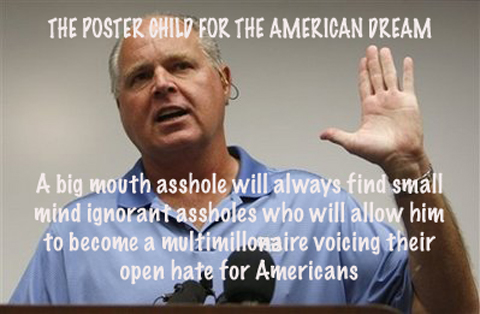 THE POSTER CHILD FOR THE AMERICAN DREAM
A big mouth asshole will always find small
mind ignorant assholes who will allow him
to become a multimillonaire voicing their
open hate for Americans